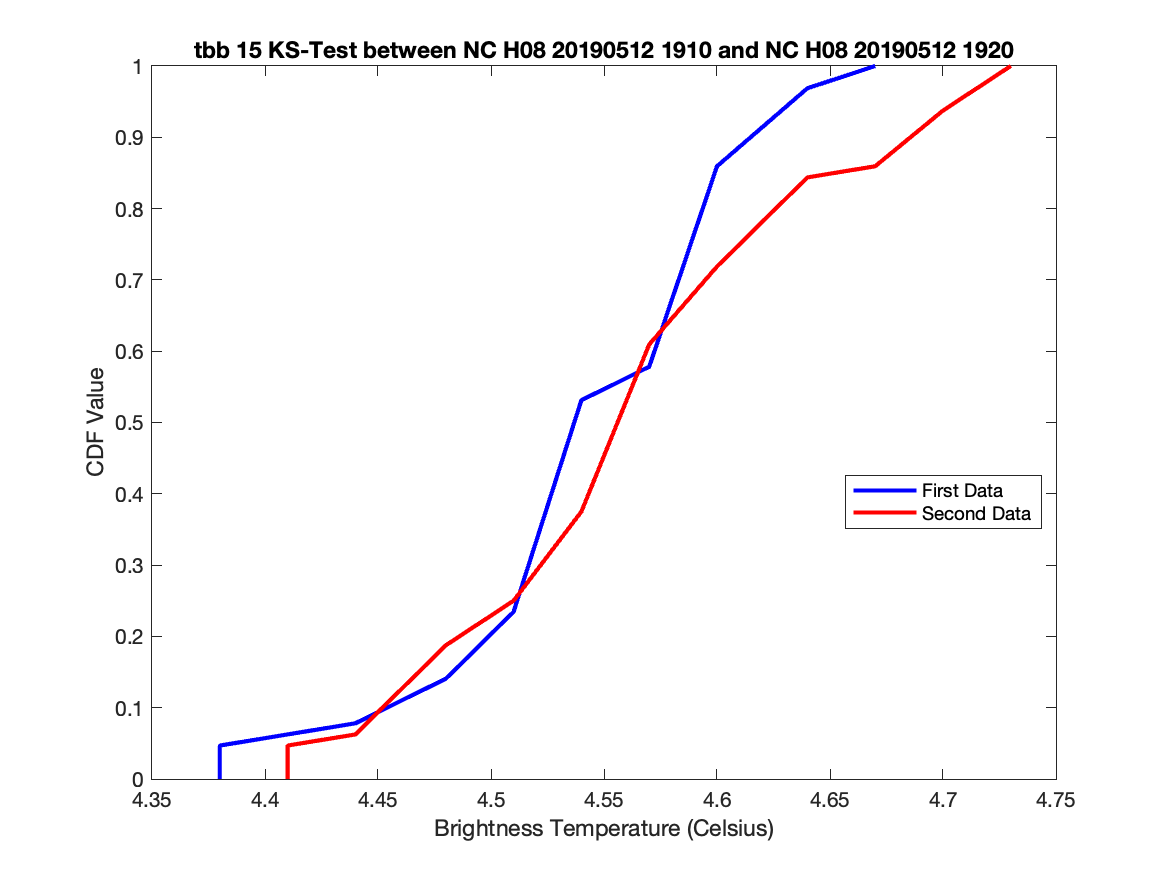 tbb 15 KS-Test between NC H08 20190512 1910 and NC H08 20190512 1920
1
0.9
0.8
0.7
0.6
0.5
0.4
0.3
0.2
0.1
0
CDF Value
First Data
Second Data
4.35 4.4 4.45 4.5 4.55 4.6 4.65 4.7 4.75
Brightness Temperature (Celsius)